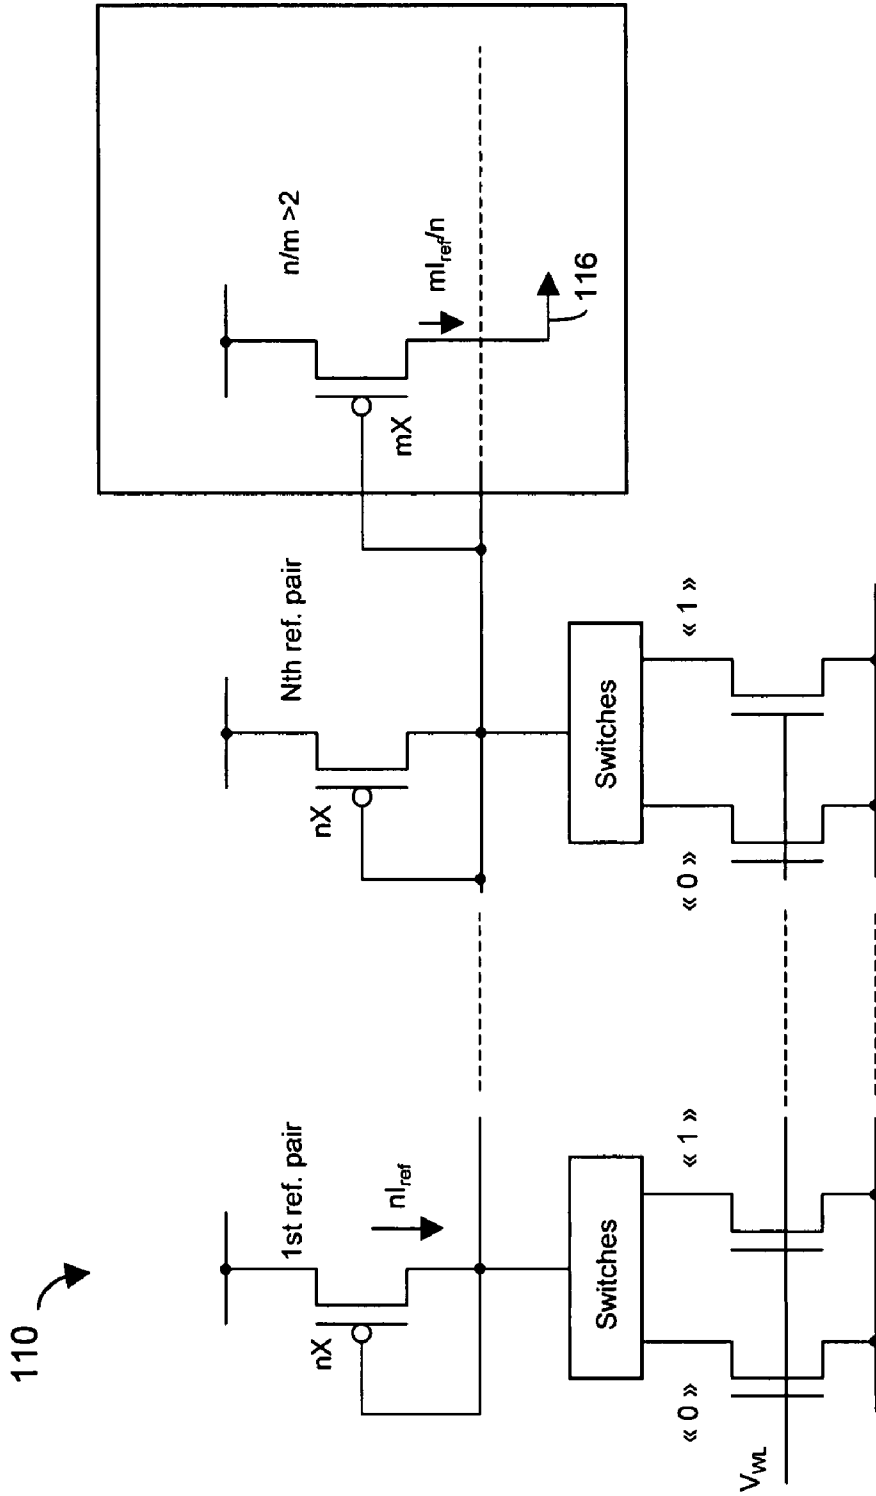 110
1st ref. pair
nX
nI_ref
Switches
« 0 »
« 1 »
V_WL
Nth ref. pair
nX
Switches
« 0 »
« 1 »
n/m >2
mX
mI_ref/n
116